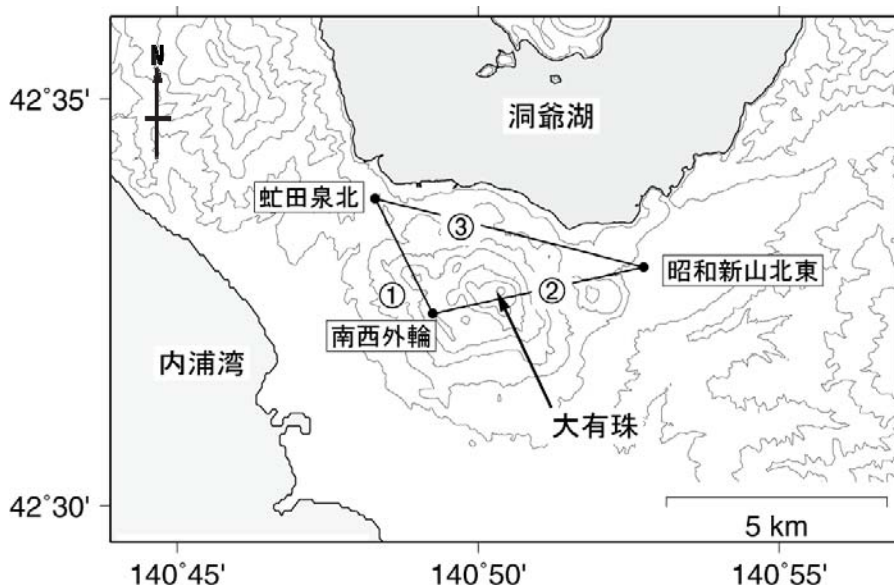 N
42˚35'
洞爺湖
虻田泉北
③
昭和新山北東
①
②
南西外輪
内浦湾
大有珠
42˚30'
5 km
140˚45'
140˚50'
140˚55'